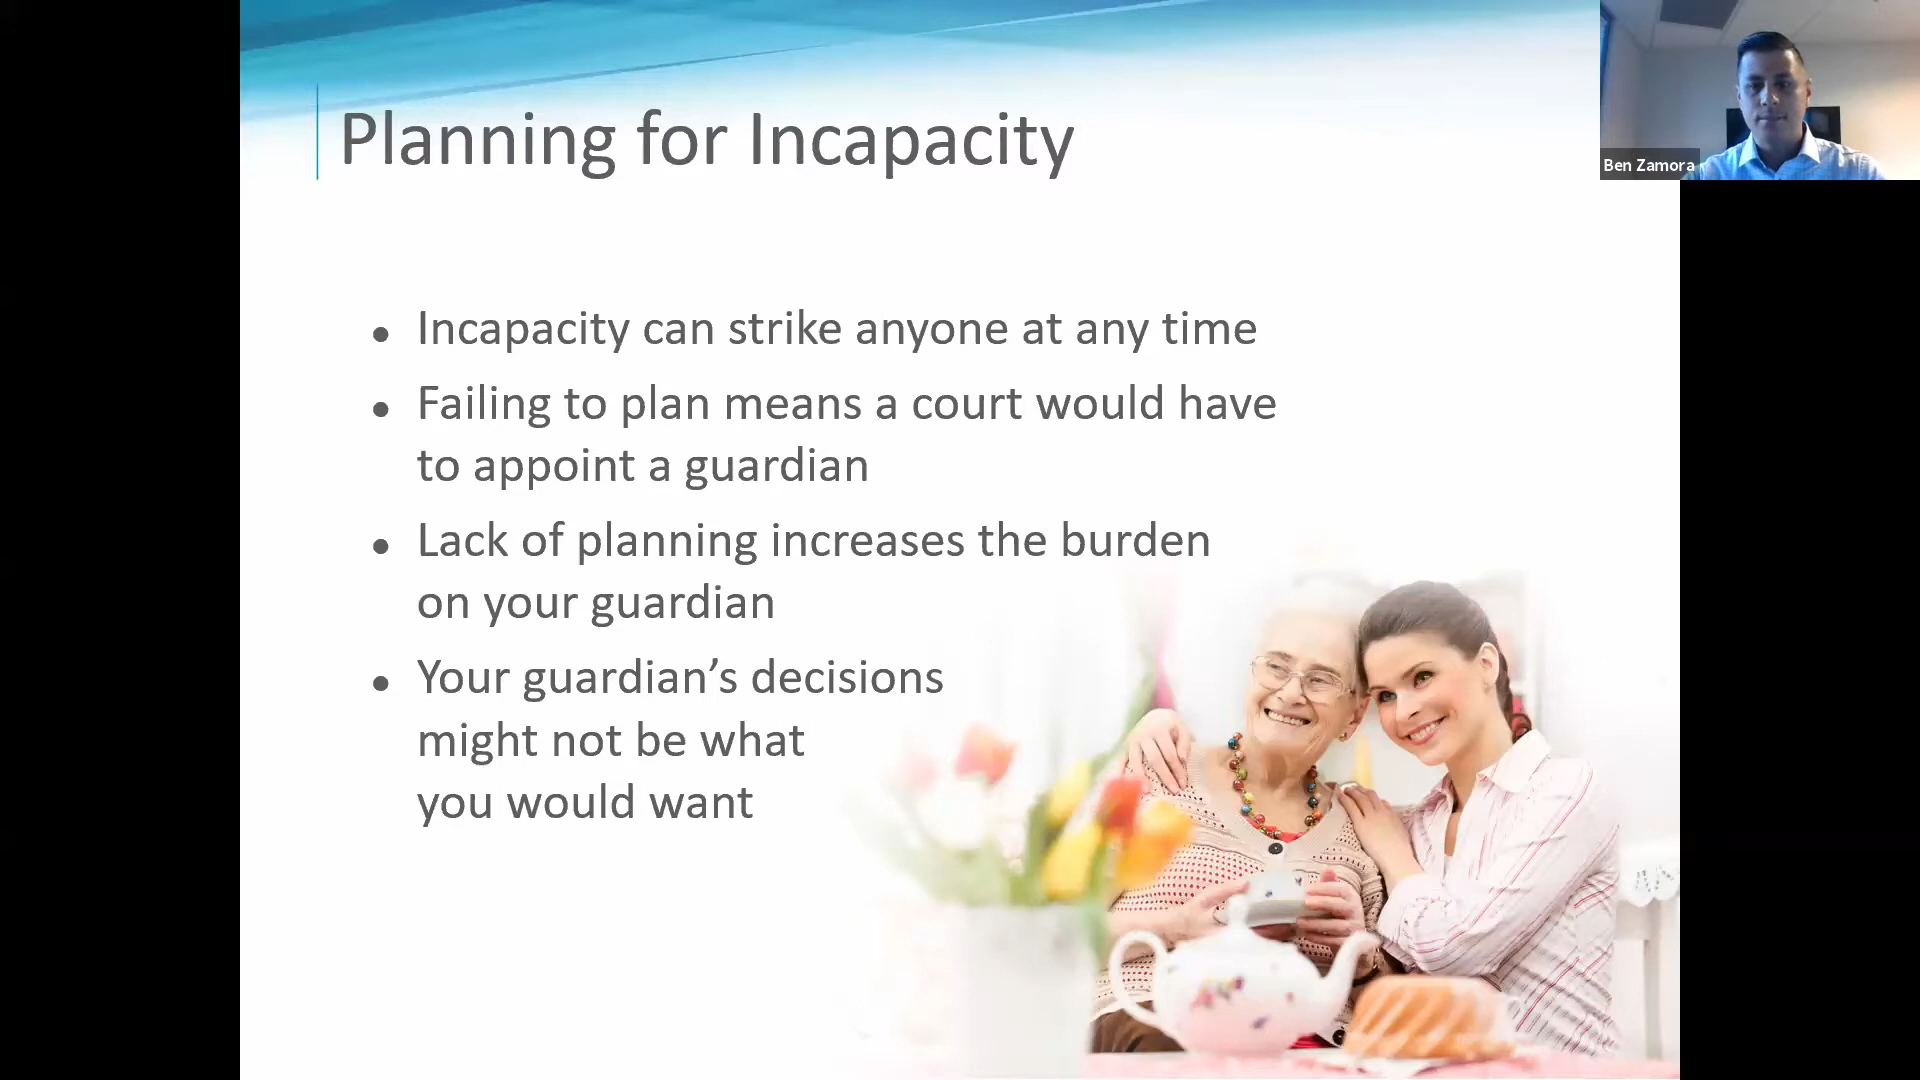 Planning for Incapacity
Ben Zamora
• Incapacity can strike anyone at any time
• Failing to plan means a court would have
to appoint a guardian
• Lack of planning increases the burden
on your guardian
• Your guardian’s decisions
might not be what
you would want